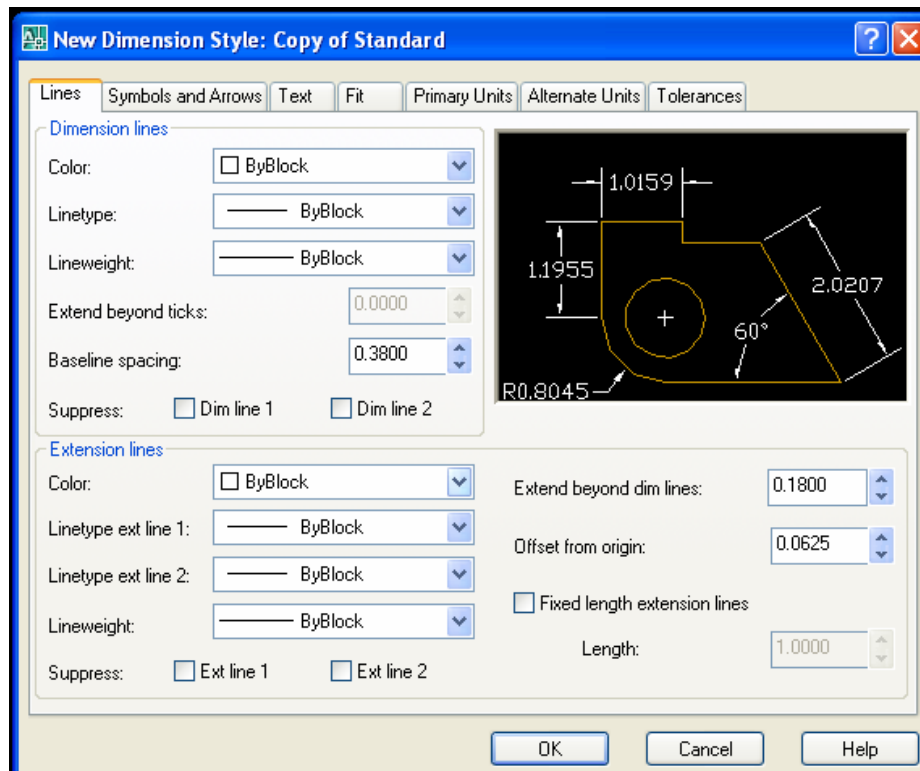 New Dimension Style: Copy of Standard
Lines Symbols and Arrows Text Fit Primary Units Alternate Units Tolerances
Dimension lines
Color: ByBlock
Linetype: ByBlock
Lineweight: ByBlock
Extend beyond ticks: 0.0000
Baseline spacing: 0.3800
Suppress: Dim line 1 Dim line 2
1.0159
1.1955
2.0207
60°
R0.8045
Extension lines
Color: ByBlock
Linetype ext line 1: ByBlock
Linetype ext line 2: ByBlock
Lineweight: ByBlock
Suppress: Ext line 1 Ext line 2
Extend beyond dim lines: 0.1800
Offset from origin: 0.0625
Fixed length extension lines
Length: 1.0000
OK Cancel Help